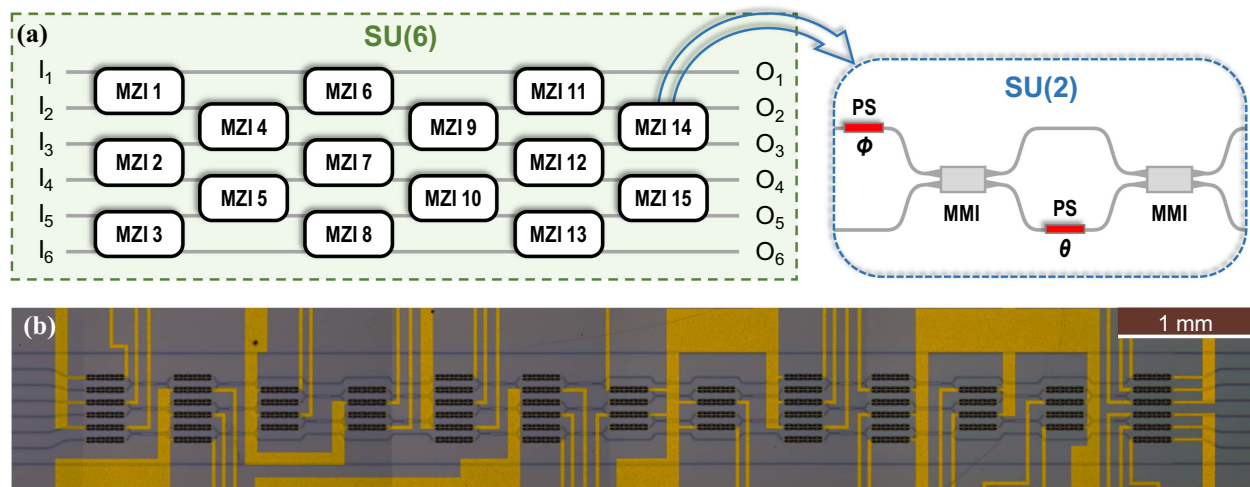 (a)
SU(6)
I1 MZI 1 MZI 6 MZI 11 O1
I2 MZI 4 MZI 9 MZI 14 O2
I3 MZI 2 MZI 7 MZI 12 O3
I4 MZI 5 MZI 10 MZI 15 O4
I5 MZI 3 MZI 8 MZI 13 O5
I6 O6
SU(2)
PS
ϕ
MMI
PS
MMI
θ
(b)
1 mm